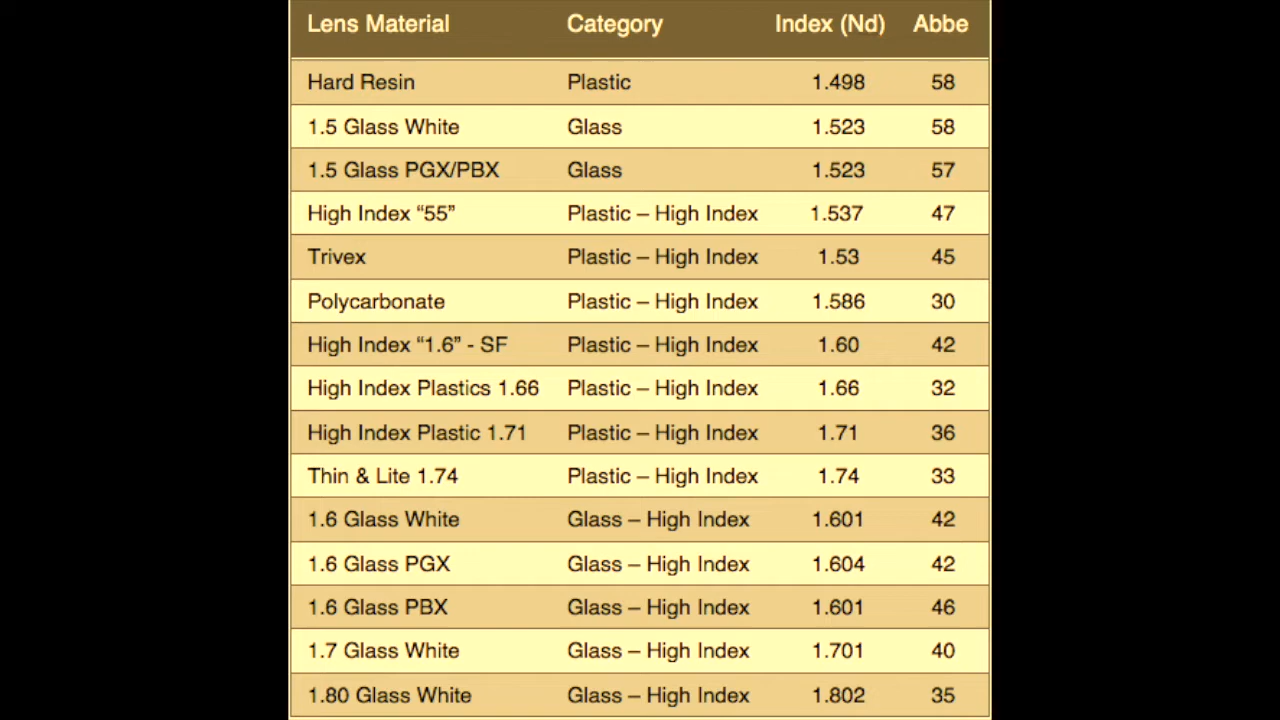 Lens Material Category Index (Nd) Abbe
Hard Resin Plastic 1.498 58
1.5 Glass White Glass 1.523 58
1.5 Glass PGX/PBX Glass 1.523 57
High Index “55” Plastic – High Index 1.537 47
Trivex Plastic – High Index 1.53 45
Polycarbonate Plastic – High Index 1.586 30
High Index “1.6” - SF Plastic – High Index 1.60 42
High Index Plastics 1.66 Plastic – High Index 1.66 32
High Index Plastic 1.71 Plastic – High Index 1.71 36
Thin & Lite 1.74 Plastic – High Index 1.74 33
1.6 Glass White Glass – High Index 1.601 42
1.6 Glass PGX Glass – High Index 1.604 42
1.6 Glass PBX Glass – High Index 1.601 46
1.7 Glass White Glass – High Index 1.701 40
1.80 Glass White Glass – High Index 1.802 35